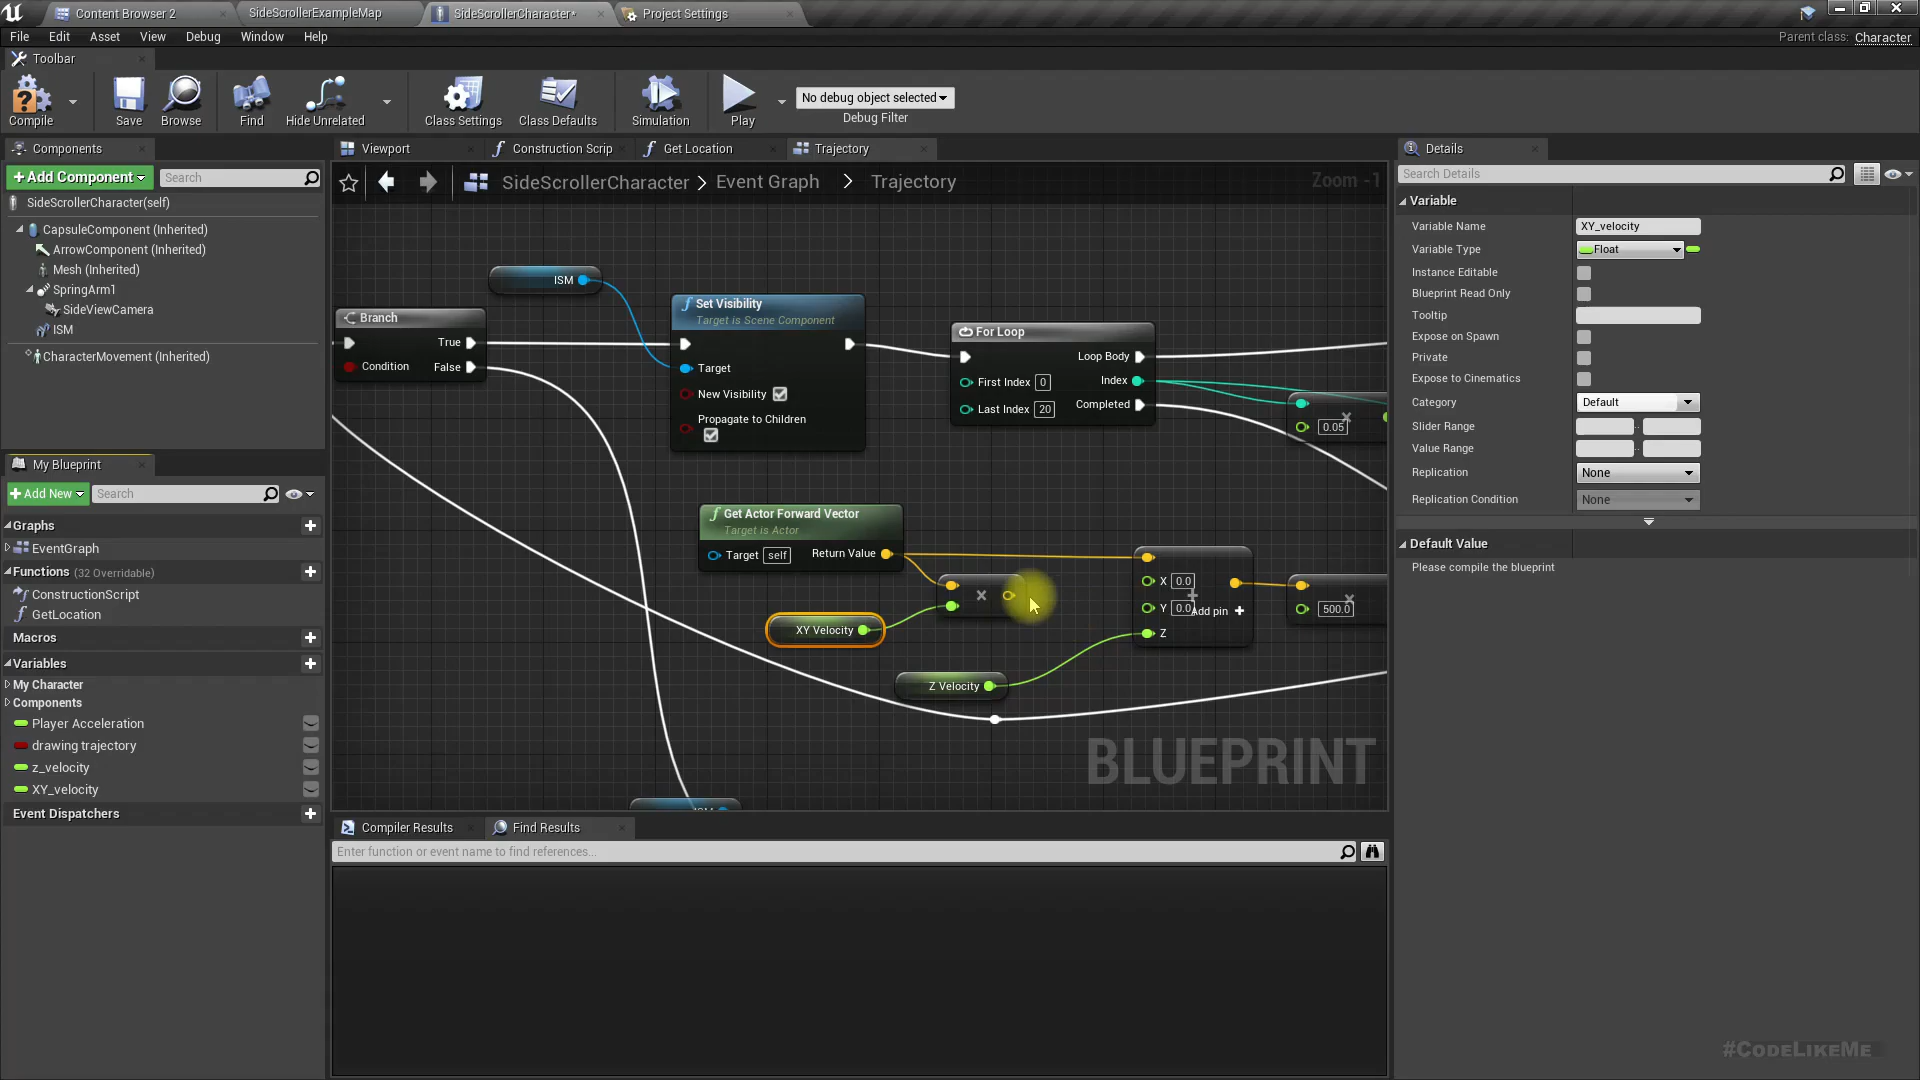 Content Browser 2
SideScrollerExampleMap
SideScrollerCharacter*
Project Settings
File Edit Asset View Debug Window Help
Parent class: Character
Toolbar
Compile
Save
Browse
Find
Hide Unrelated
Class Settings
Class Defaults
Simulation
Play
No debug object selected
Debug Filter
Components
+Add Component
Search
SideScrollerCharacter(self)
CapsuleComponent (Inherited)
ArrowComponent (Inherited)
Mesh (Inherited)
SpringArm1
SideViewCamera
ISM
CharacterMovement (Inherited)
My Blueprint
+Add New
Search
Graphs
EventGraph
Functions (32 Overridable)
ConstructionScript
GetLocation
Macros
Variables
My Character
Components
Player Acceleration
drawing trajectory
z_velocity
XY_velocity
Event Dispatchers
Viewport
Construction Scrip
Get Location
Trajectory
SideScrollerCharacter > Event Graph > Trajectory
Zoom -1
ISM
Branch
True
Condition False
Set Visibility
Target is Scene Component
Target
New Visibility
Propagate to Children
For Loop
Loop Body
First Index 0
Index
Last Index 20
Completed
0.05
Get Actor Forward Vector
Target is Actor
Target self
Return Value
XY Velocity
Z Velocity
X 0.0
Y 0.0
Add pin +
Z
500.0
ISM
BLUEPRINT
Compiler Results
Find Results
Enter function or event name to find references...
Details
Search Details
Variable
Variable Name XY_velocity
Variable Type Float
Instance Editable
Blueprint Read Only
Tooltip
Expose on Spawn
Private
Expose to Cinematics
Category Default
Slider Range
Value Range
Replication None
Replication Condition None
Default Value
Please compile the blueprint
#CodeLikeMe